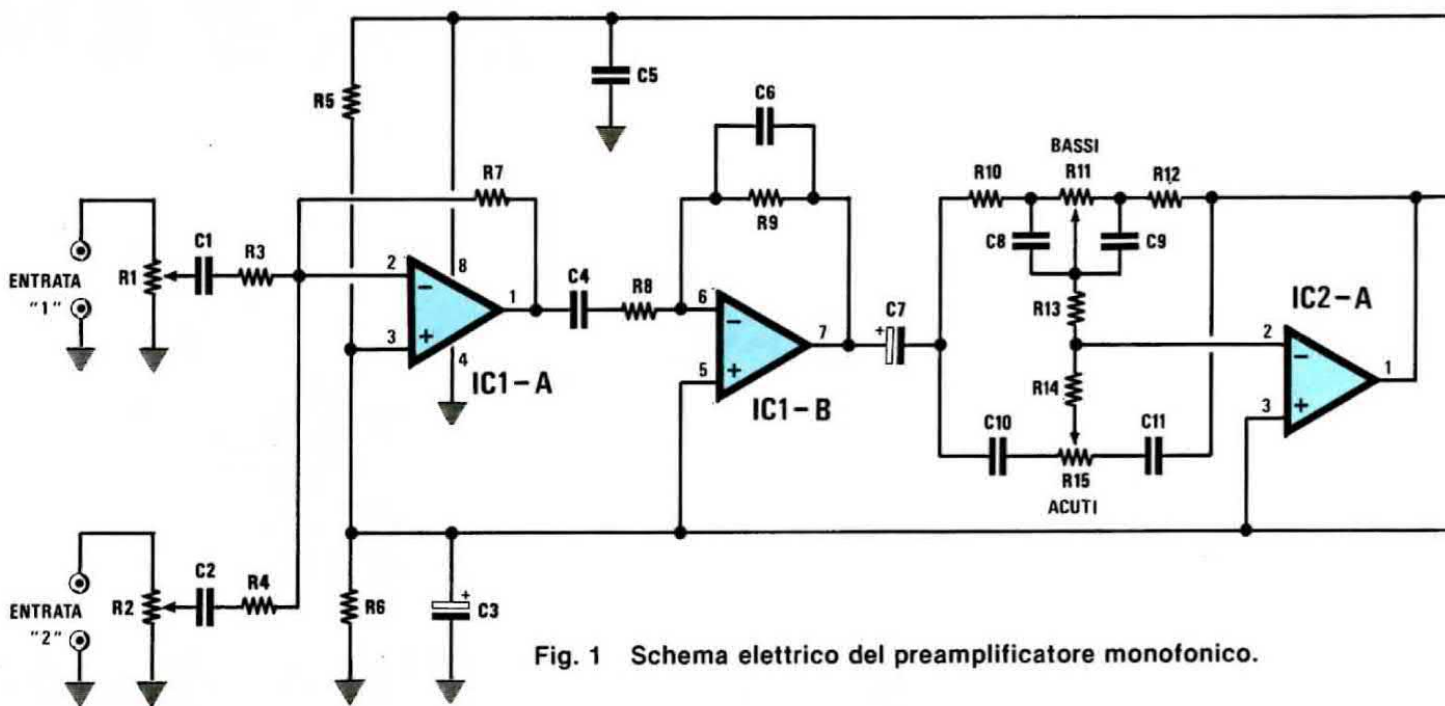 R5
C5
C6
R7
R9
BASSI
R10
R11
R12
C8
C9
ENTRATA
"1"
R1
C1
R3
2
8
1
3
4
IC1-A
C4
R8
6
7
5
IC1-B
C7
+
R13
R14
C10
C11
R15
ACUTI
IC2-A
2
1
3
ENTRATA
"2"
R2
C2
R4
R6
C3
+
Fig. 1 Schema elettrico del preamplificatore monofonico.